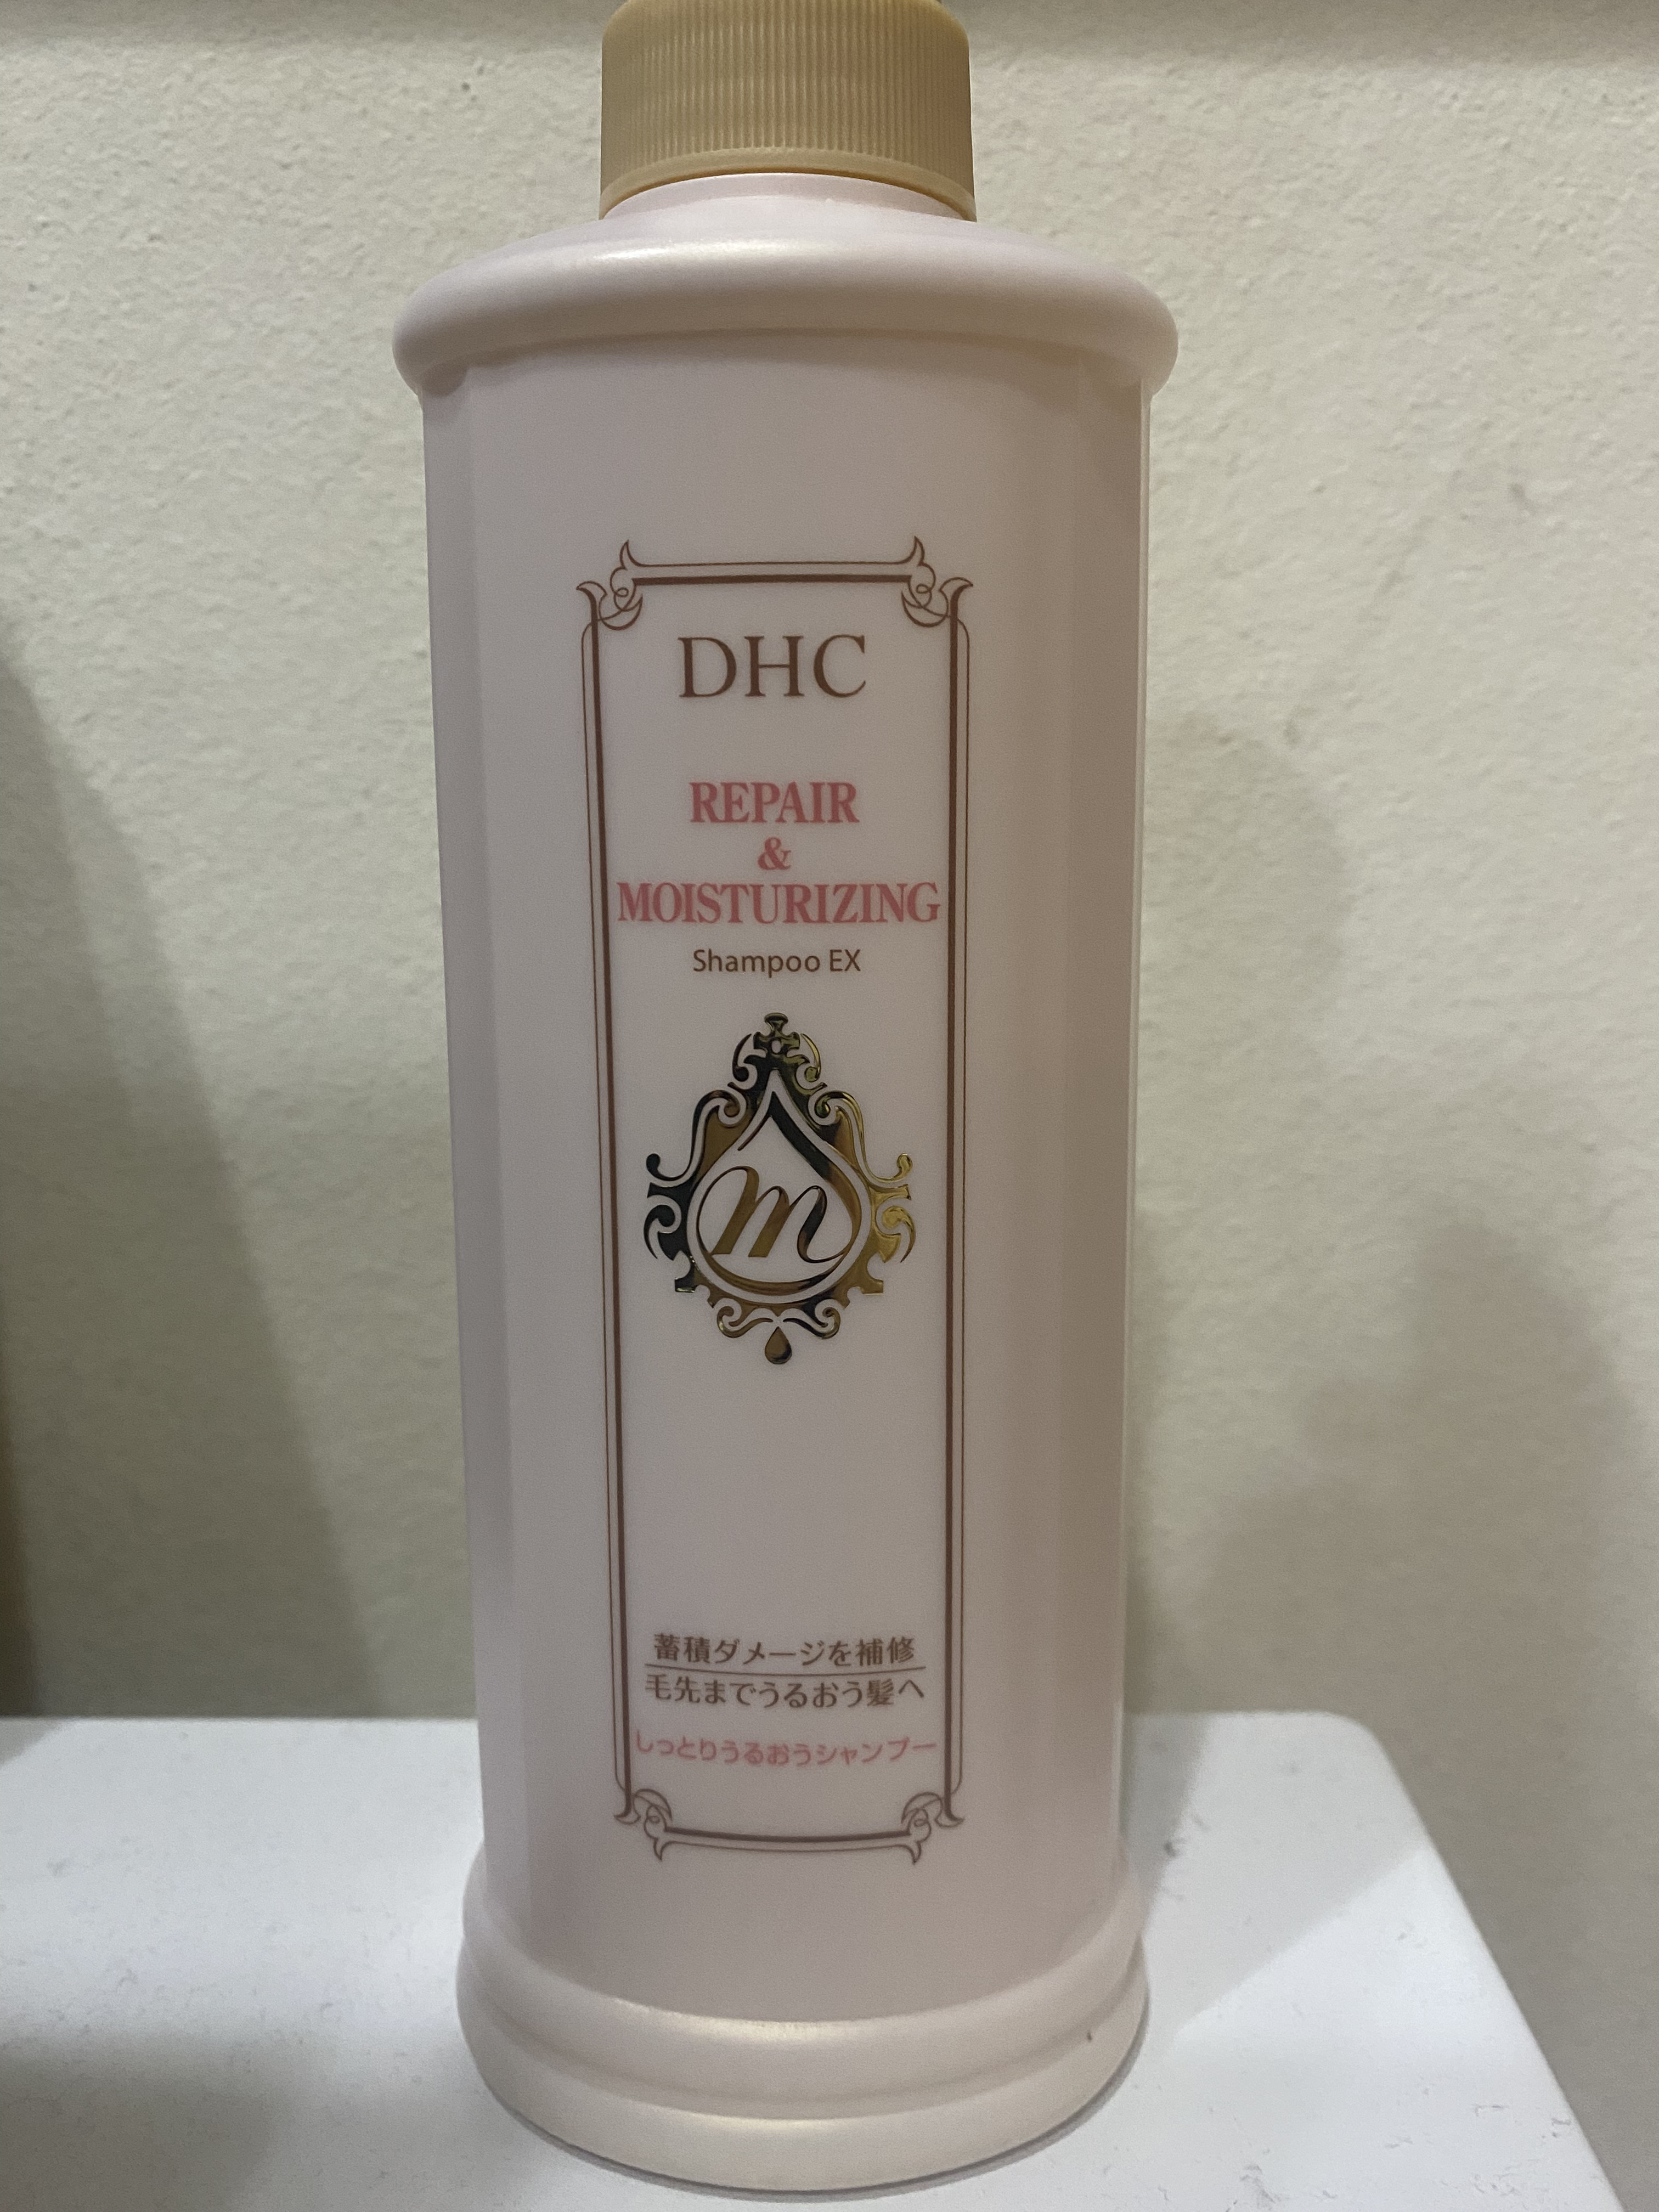 DHC
REPAIR
&
MOISTURIZING
Shampoo EX
m
蓄積ダメージを補修
毛先までうるおう髪へ
しっとりうるおうシャンプー